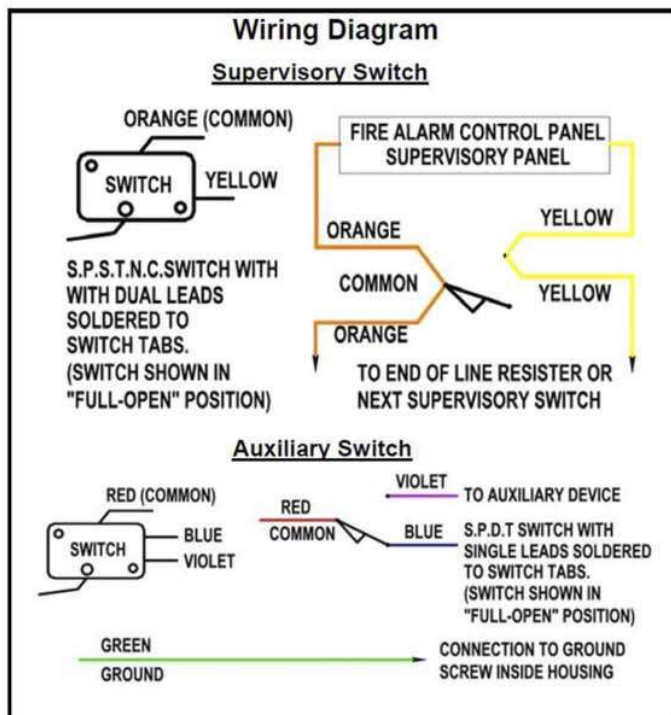 Wiring Diagram
Supervisory Switch
ORANGE (COMMON)
SWITCH
YELLOW
S.P.S.T.N.C.SWITCH WITH
WITH DUAL LEADS
SOLDERED TO
SWITCH TABS.
(SWITCH SHOWN IN
"FULL-OPEN" POSITION)
FIRE ALARM CONTROL PANEL
SUPERVISORY PANEL
ORANGE
YELLOW
COMMON
YELLOW
ORANGE
TO END OF LINE RESISTER OR
NEXT SUPERVISORY SWITCH
Auxiliary Switch
RED (COMMON)
SWITCH
BLUE
VIOLET
VIOLET
TO AUXILIARY DEVICE
RED
COMMON
BLUE
S.P.D.T SWITCH WITH
SINGLE LEADS SOLDERED
TO SWITCH TABS.
(SWITCH SHOWN IN
"FULL-OPEN" POSITION)
GREEN
GROUND
CONNECTION TO GROUND
SCREW INSIDE HOUSING